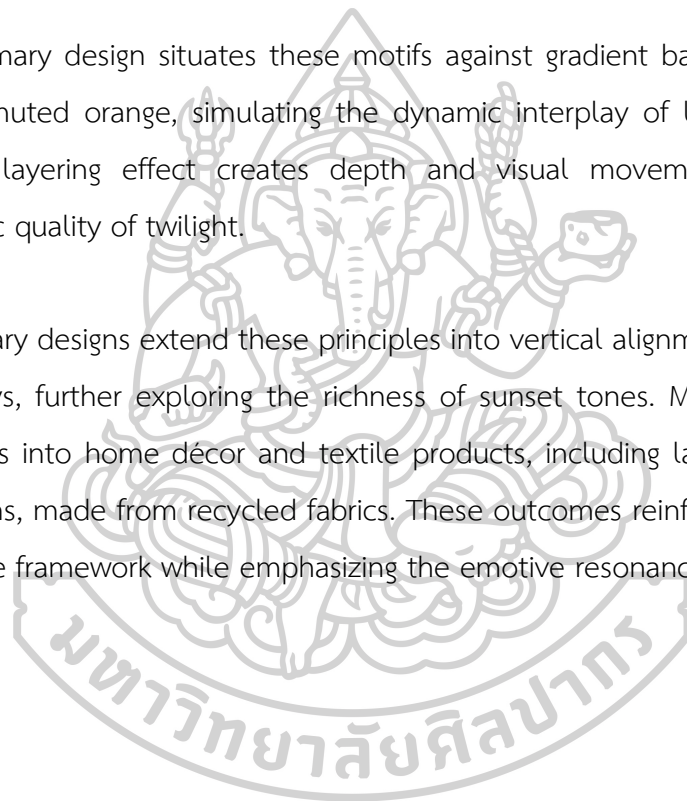 mary design situates these motifs against gradient ba
muted orange, simulating the dynamic interplay of l
layering effect creates depth and visual movem
c quality of twilight.
ary designs extend these principles into vertical alignm
ys, further exploring the richness of sunset tones. M
s into home décor and textile products, including la
ns, made from recycled fabrics. These outcomes reinf
e framework while emphasizing the emotive resonanc
มหาวิทยาลัยศิลปากร